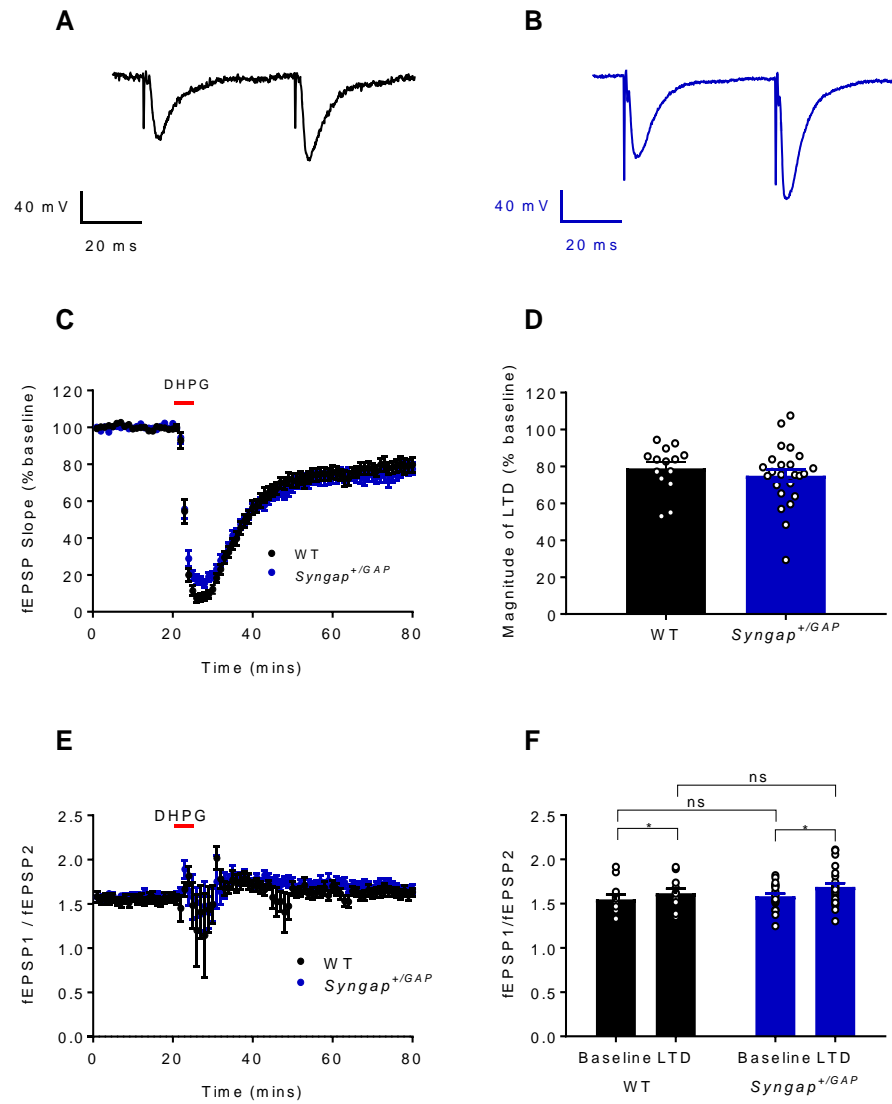 A
B
40 mV
20 ms
40 mV
20 ms
C
D
fEPSP Slope (% baseline)
120
100
80
60
40
20
0
DHPG
WT
Syngap+/GAP
0 20 40 60 80
Time (mins)
Magnitude of LTD (% baseline)
120
100
80
60
40
20
0
WT
Syngap+/GAP
E
F
fEPSP1 / fEPSP2
2.5
2.0
1.5
1.0
0.5
0.0
DHPG
WT
Syngap+/GAP
0 20 40 60 80
Time (mins)
fEPSP1/fEPSP2
2.5
2.0
1.5
1.0
0.5
0.0
ns
ns
* *
Baseline LTD Baseline LTD
WT Syngap+/GAP